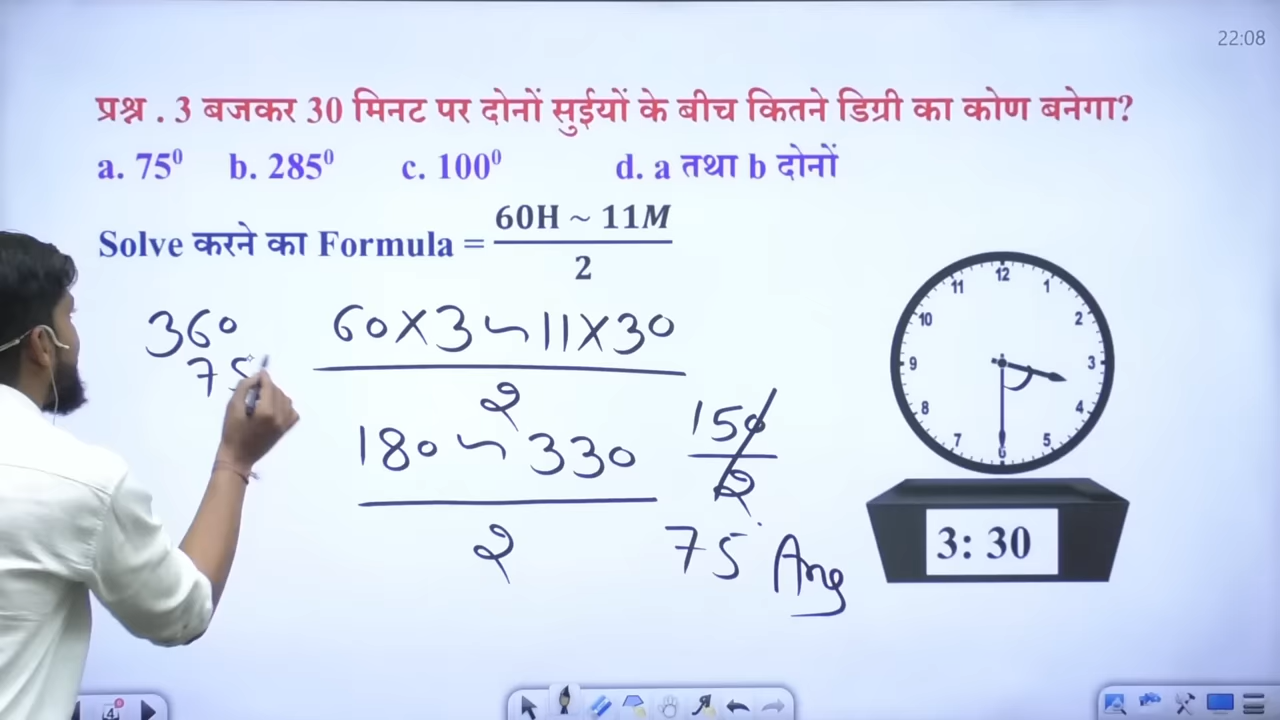 22:08
प्रश्न . 3 बजकर 30 मिनट पर दोनों सुईयों के बीच कितने डिग्री का कोण बनेगा?
a. 75⁰ b. 285⁰ c. 100⁰ d. a तथा b दोनों
Solve करने का Formula = 60H ~ 11M
2
360
75
60×3 ~ 11×30
2
180 ~ 330
2
150
2
75° Ans
12
11 1
10 2
9 3
8 4
7 5
6
3: 30
4